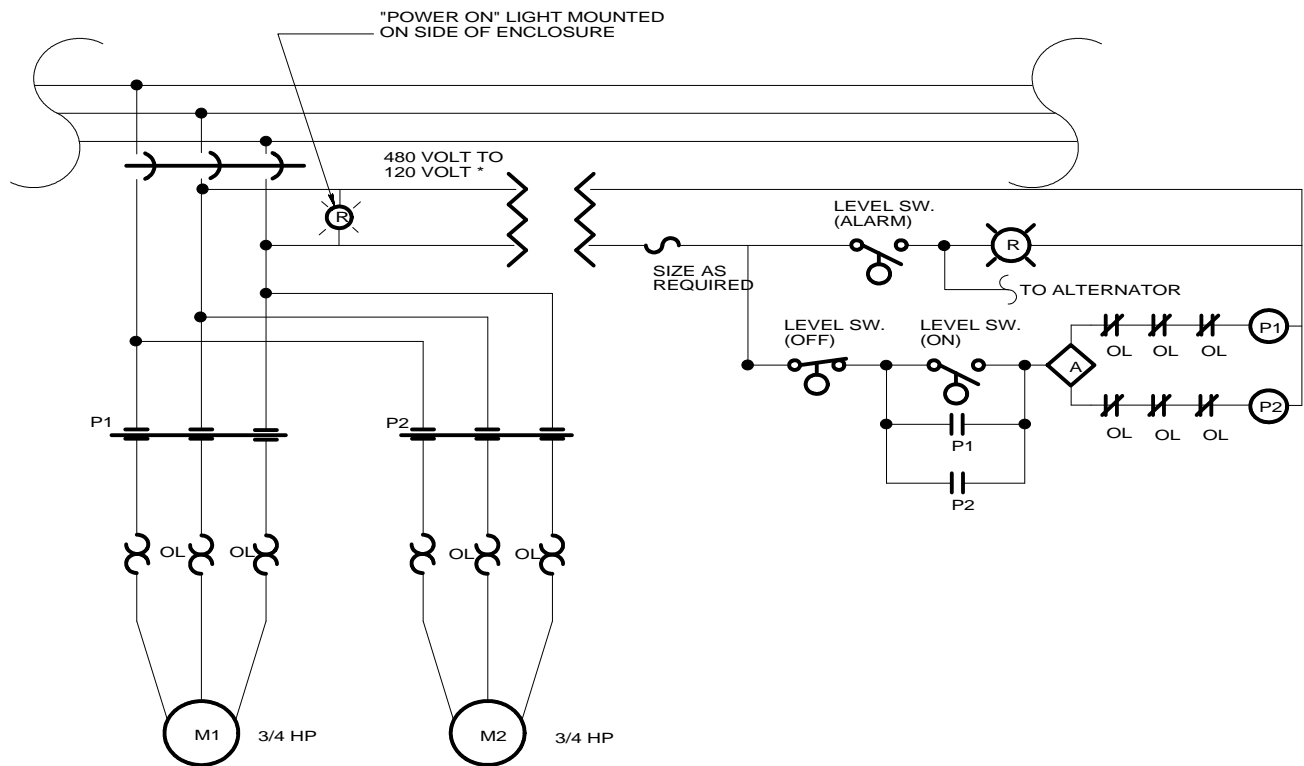 "POWER ON" LIGHT MOUNTED
ON SIDE OF ENCLOSURE
480 VOLT TO
120 VOLT *
R
LEVEL SW.
(ALARM)
R
SIZE AS
REQUIRED
TO ALTERNATOR
LEVEL SW.
(OFF)
LEVEL SW.
(ON)
A
OL
OL
OL
P1
OL
OL
OL
P2
P1
P2
P1
P2
OL
OL
OL
OL
M1
3/4 HP
M2
3/4 HP